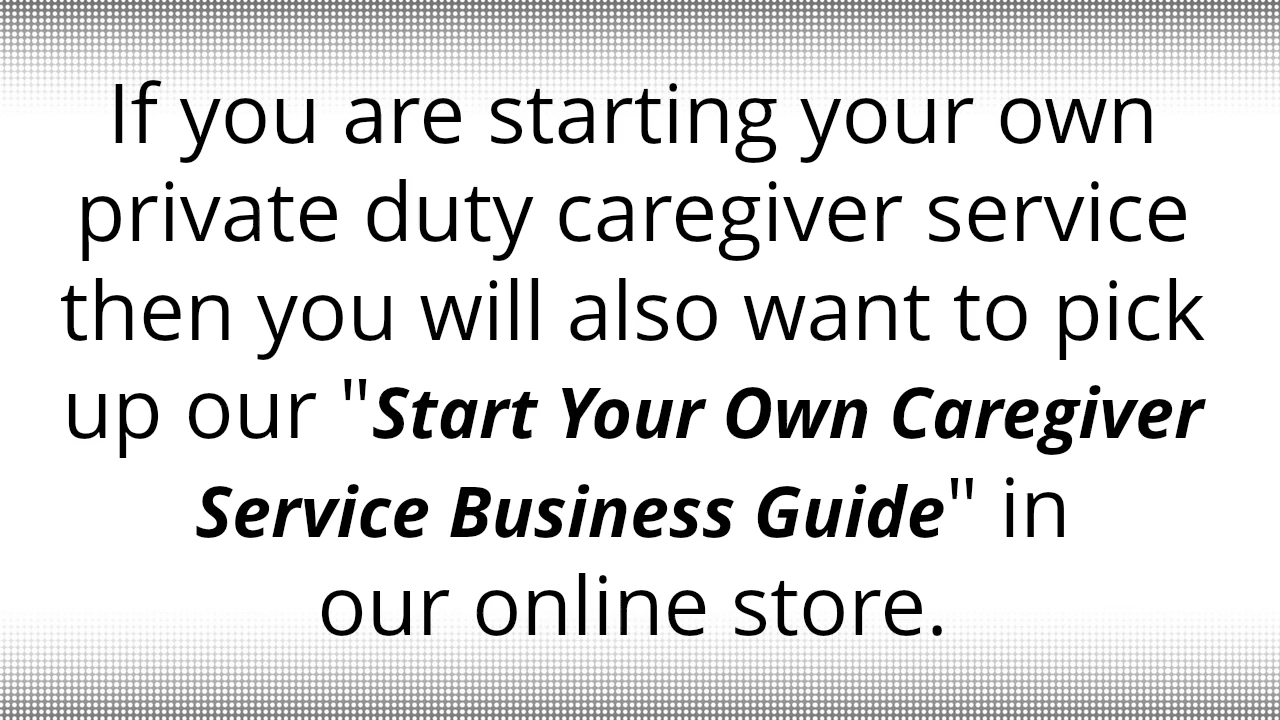 If you are starting your own
private duty caregiver service
then you will also want to pick
up our "Start Your Own Caregiver
Service Business Guide" in
our online store.